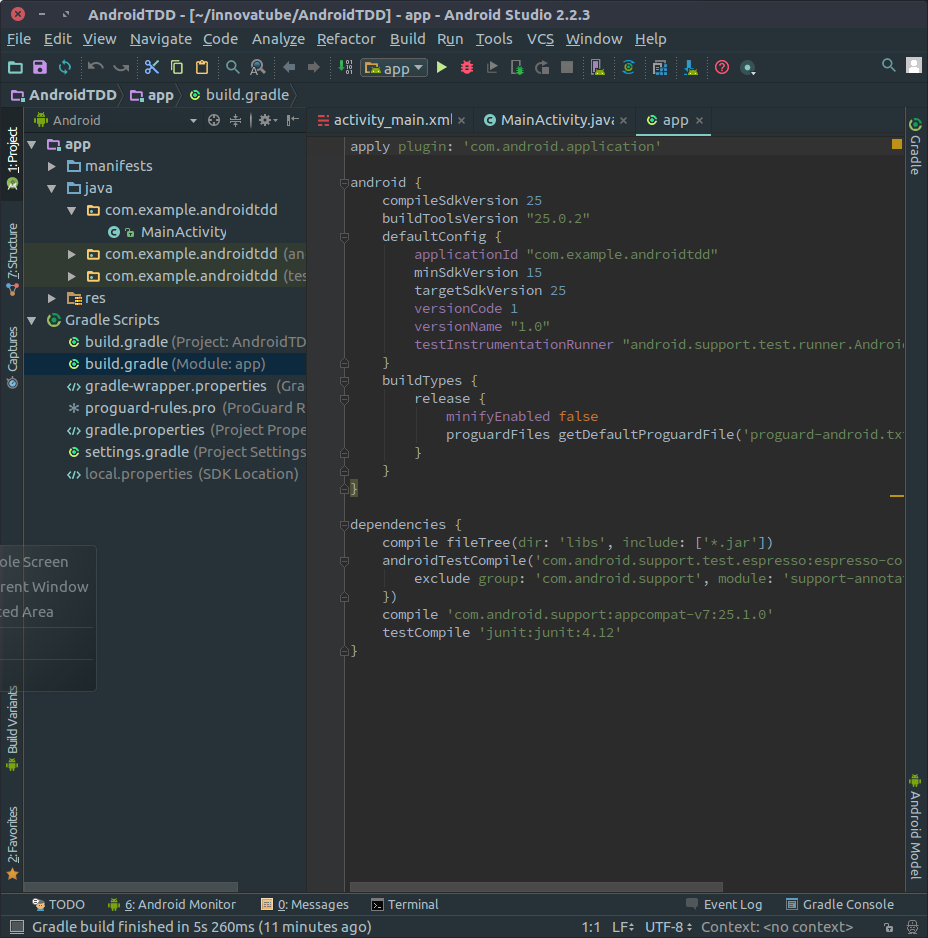 AndroidTDD - [~/innovatube/AndroidTDD] - app - Android Studio 2.2.3
File Edit View Navigate Code Analyze Refactor Build Run Tools VCS Window Help
app
AndroidTDD app build.gradle
Android
activity_main.xml MainActivity.java app
1: Project
7: Structure
Captures
Build Variants
2: Favorites
app
manifests
java
com.example.androidtdd
MainActivity
com.example.androidtdd (an
com.example.androidtdd (tes
res
Gradle Scripts
build.gradle (Project: AndroidTD
build.gradle (Module: app)
gradle-wrapper.properties (Gra
proguard-rules.pro (ProGuard R
gradle.properties (Project Prope
settings.gradle (Project Settings
local.properties (SDK Location)
ole Screen
rent Window
ted Area
apply plugin: 'com.android.application'
android {
compileSdkVersion 25
buildToolsVersion "25.0.2"
defaultConfig {
applicationId "com.example.androidtdd"
minSdkVersion 15
targetSdkVersion 25
versionCode 1
versionName "1.0"
testInstrumentationRunner "android.support.test.runner.Android
}
buildTypes {
release {
minifyEnabled false
proguardFiles getDefaultProguardFile('proguard-android.tx
}
}
}
dependencies {
compile fileTree(dir: 'libs', include: ['*.jar'])
androidTestCompile('com.android.support.test.espresso:espresso-co
exclude group: 'com.android.support', module: 'support-annota
})
compile 'com.android.support:appcompat-v7:25.1.0'
testCompile 'junit:junit:4.12'
}
Gradle
Android Model
TODO 6: Android Monitor 0: Messages Terminal Event Log Gradle Console
Gradle build finished in 5s 260ms (11 minutes ago) 1:1 LF UTF-8 Context: <no context>